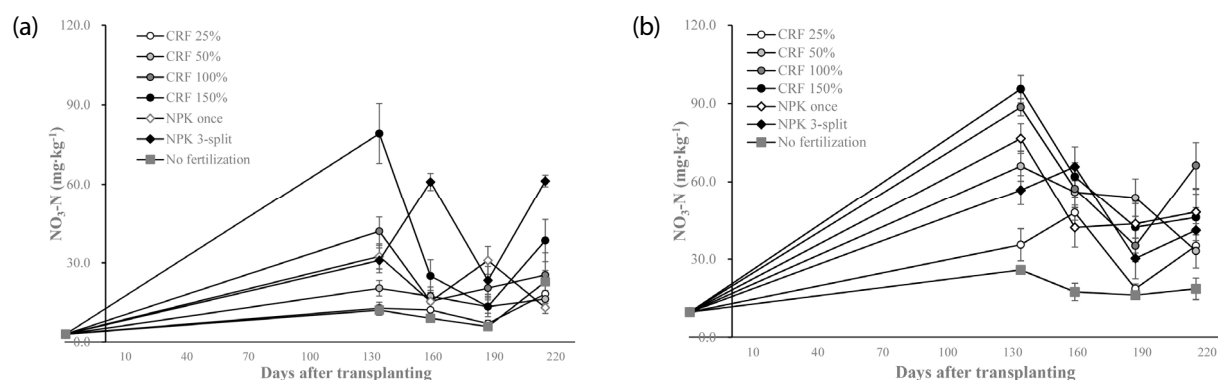 (a)
120.0
90.0
60.0
30.0
0.0
NO₃-N (mg·kg⁻¹)
CRF 25%
CRF 50%
CRF 100%
CRF 150%
NPK once
NPK 3-split
No fertilization
10 40 70 100 130 160 190 220
Days after transplanting
(b)
120.0
90.0
60.0
30.0
0.0
NO₃-N (mg·kg⁻¹)
CRF 25%
CRF 50%
CRF 100%
CRF 150%
NPK once
NPK 3-split
No fertilization
10 40 70 100 130 160 190 220
Days after transplanting